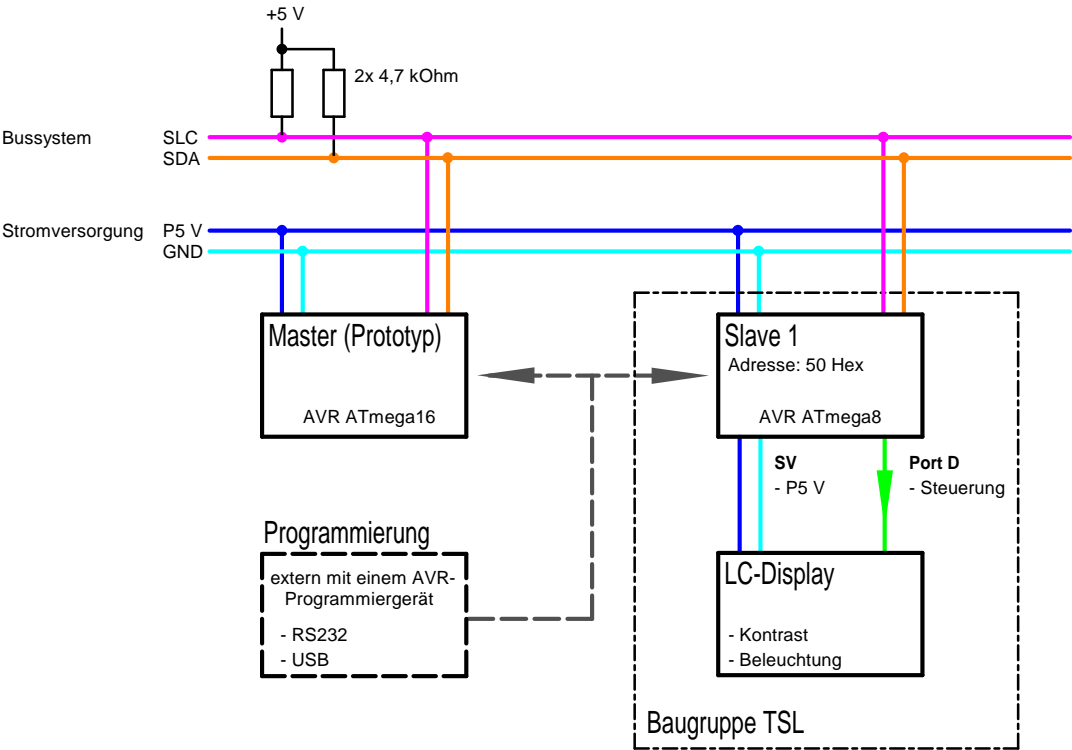 +5 V
2x 4,7 kOhm
Bussystem
SLC
SDA
Stromversorgung
P5 V
GND
Master (Prototyp)
AVR ATmega16
Slave 1
Adresse: 50 Hex
AVR ATmega8
SV
- P5 V
Port D
- Steuerung
Programmierung
extern mit einem AVR-
Programmiergerät
- RS232
- USB
LC-Display
- Kontrast
- Beleuchtung
Baugruppe TSL